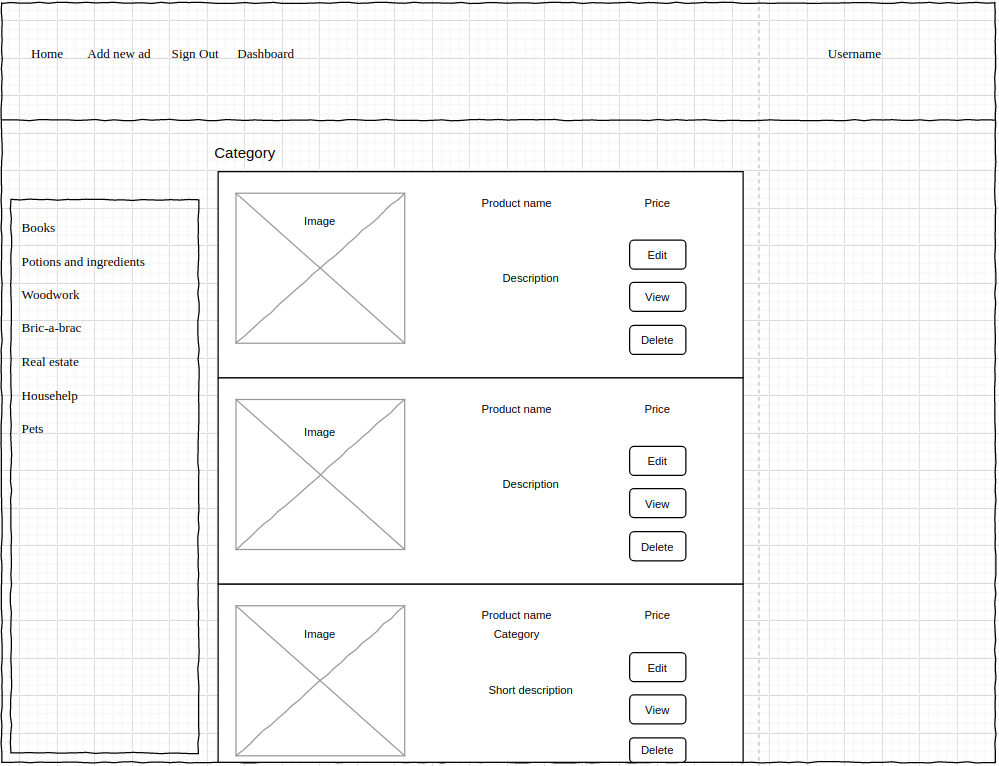 Home Add new ad Sign Out Dashboard Username
Category
Books
Potions and ingredients
Woodwork
Bric-a-brac
Real estate
Househelp
Pets
Image
Product name
Price
Description
Edit
View
Delete
Image
Product name
Price
Description
Edit
View
Delete
Image
Product name
Category
Price
Short description
Edit
View
Delete